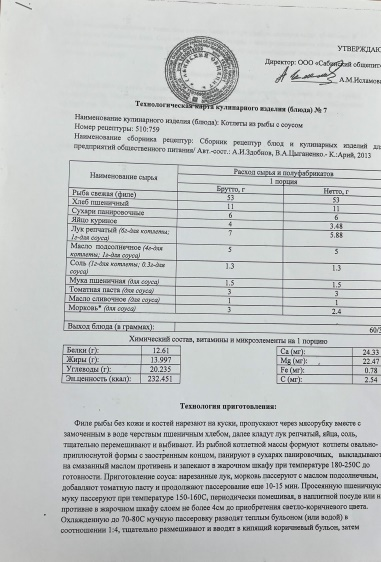 УТВЕРЖДАЮ
Директор: ООО «Сабинский общепит
А.М.Исламова
Технологическая карта кулинарного изделия (блюда) № 7
Наименование кулинарного изделия (блюда): Котлеты из рыбы с соусом
Номер рецептуры: 510:759
Наименование сборника рецептур: Сборник рецептур блюд и кулинарных изделий для
предприятий общественного питания/ Авт.-сост.: А.И.Здобнов, В.А.Цыганенко - К.:Арий, 2013
Наименование сырья Расход сырья и полуфабрикатов
1 порция
Брутто, г Нетто, г
Рыба свежая (филе) 53 53
Хлеб пшеничный 11 11
Сухари панировочные 6 6
Яйцо куриное 4 3.48
Лук репчатый (6г-для котлеты; 7 5.88
1г-для соуса)
Масло подсолничное (4г-для 5 5
котлеты; 1г-для соуса)
Соль (1г-для котлеты; 0.3г-для 1.3 1.3
соуса)
Мука пшеничная (для соуса) 1.5 1.5
Томатная паста (для соуса) 3 3
Масло сливочное (для соуса) 1 1
Морковь* (для соуса) 3 2.4
Выход блюда (в граммах): 60/3
Химический состав, витамины и микроэлементы на 1 порцию
Белки (г): 12.61 Ca (мг): 24.33
Жиры (г): 13.997 Mg (мг): 22.47
Углеводы (г): 20.235 Fe (мг): 0.78
Эн.ценность (ккал): 232.451 C (мг): 2.54
Технология приготовления:
Филе рыбы без кожи и костей нарезают на куски, пропускают через мясорубку вместе с
замоченным в воде черствым пшеничным хлебом, далее кладут лук репчатый, яйца, соль,
тщательно перемешивают и выбивают. Из рыбной котлетной массы формуют котлеты овально-
приплюснутой формы с заостренным концом, панируют в сухарях панировочных, выкладывают
на смазанный маслом противень и запекают в жарочном шкафу при температуре 180-250С до
готовности. Приготовление соуса: нарезанные лук, морковь пассеруют с маслом подсолничным,
добавляют томатную пасту и продолжают пассерование еще 10-15 мин. Просеянную пшеничную
муку пассеруют при температуре 150-160С, периодически помешивая, в наплитной посуде или на
противне в жарочном шкафу слоем не более 4см до приобретения светло-коричневого цвета.
Охлажденную до 70-80С мучную пассеровку разводят теплым бульоном (или водой) в
соотношении 1:4, тщательно размешивают и вводят в кипящий коричневый бульон, затем